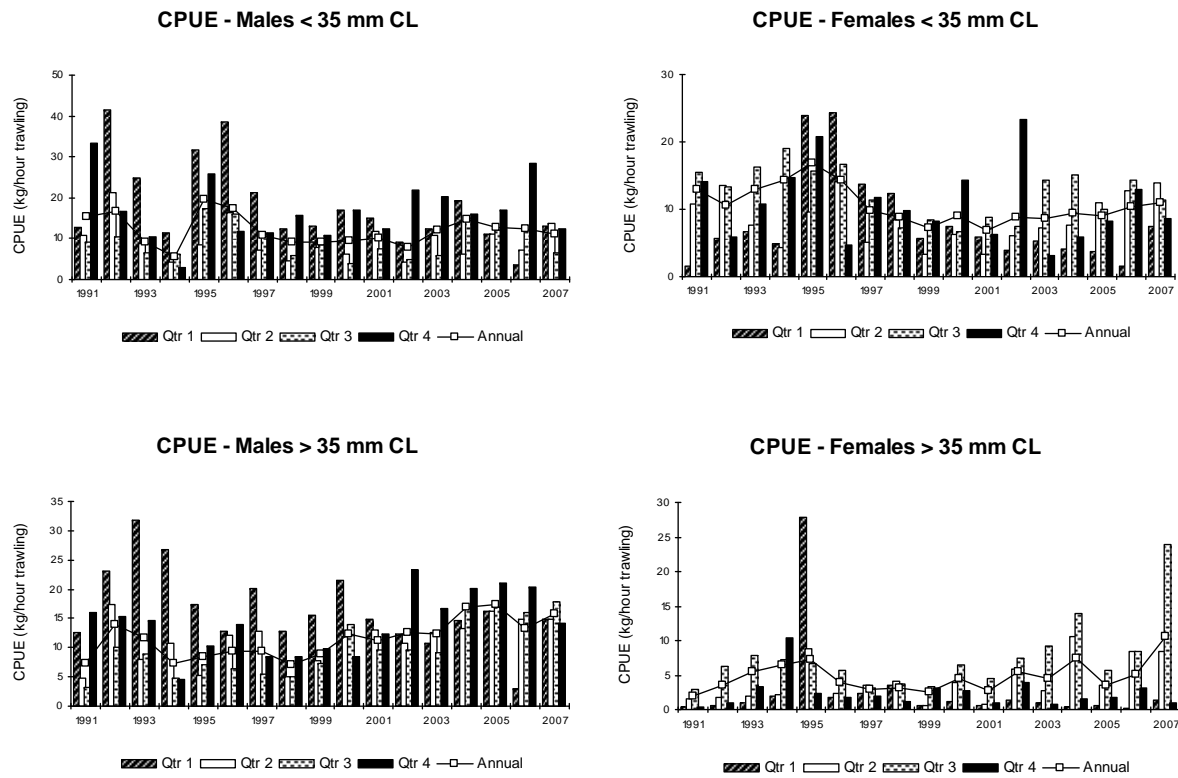 CPUE - Males < 35 mm CL
CPUE (kg/hour trawling)
50
40
30
20
10
0
1991 1993 1995 1997 1999 2001 2003 2005 2007
Qtr 1 Qtr 2 Qtr 3 Qtr 4 Annual
CPUE - Females < 35 mm CL
CPUE (kg/hour trawling)
30
20
10
0
1991 1993 1995 1997 1999 2001 2003 2005 2007
Qtr 1 Qtr 2 Qtr 3 Qtr 4 Annual
CPUE - Males > 35 mm CL
CPUE (kg/hour trawling)
35
30
25
20
15
10
5
0
1991 1993 1995 1997 1999 2001 2003 2005 2007
Qtr 1 Qtr 2 Qtr 3 Qtr 4 Annual
CPUE - Females > 35 mm CL
CPUE (kg/hour trawling)
30
25
20
15
10
5
0
1991 1993 1995 1997 1999 2001 2003 2005 2007
Qtr 1 Qtr 2 Qtr 3 Qtr 4 Annual